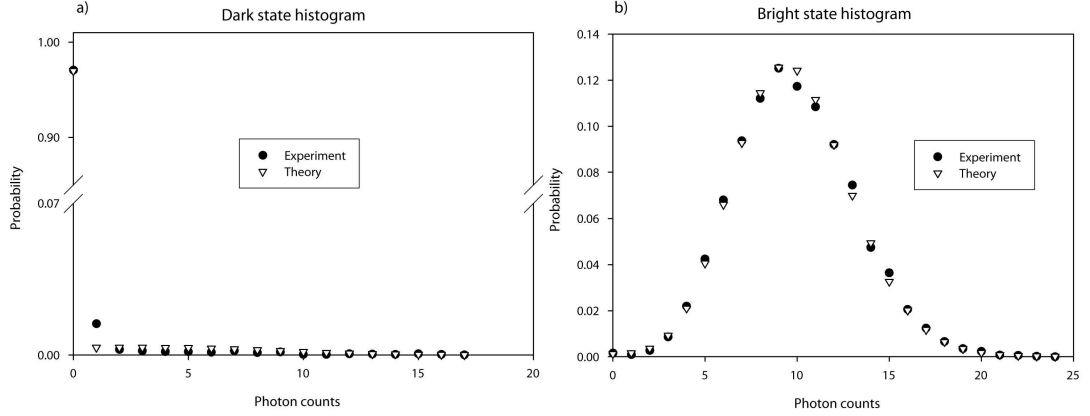 a)
Dark state histogram
1.00
0.90
0.07
0.00
Probability
Experiment
Theory
0
5
10
15
20
Photon counts
b)
Bright state histogram
0.14
0.12
0.10
0.08
0.06
0.04
0.02
0.00
Probability
Experiment
Theory
0
5
10
15
20
25
Photon counts